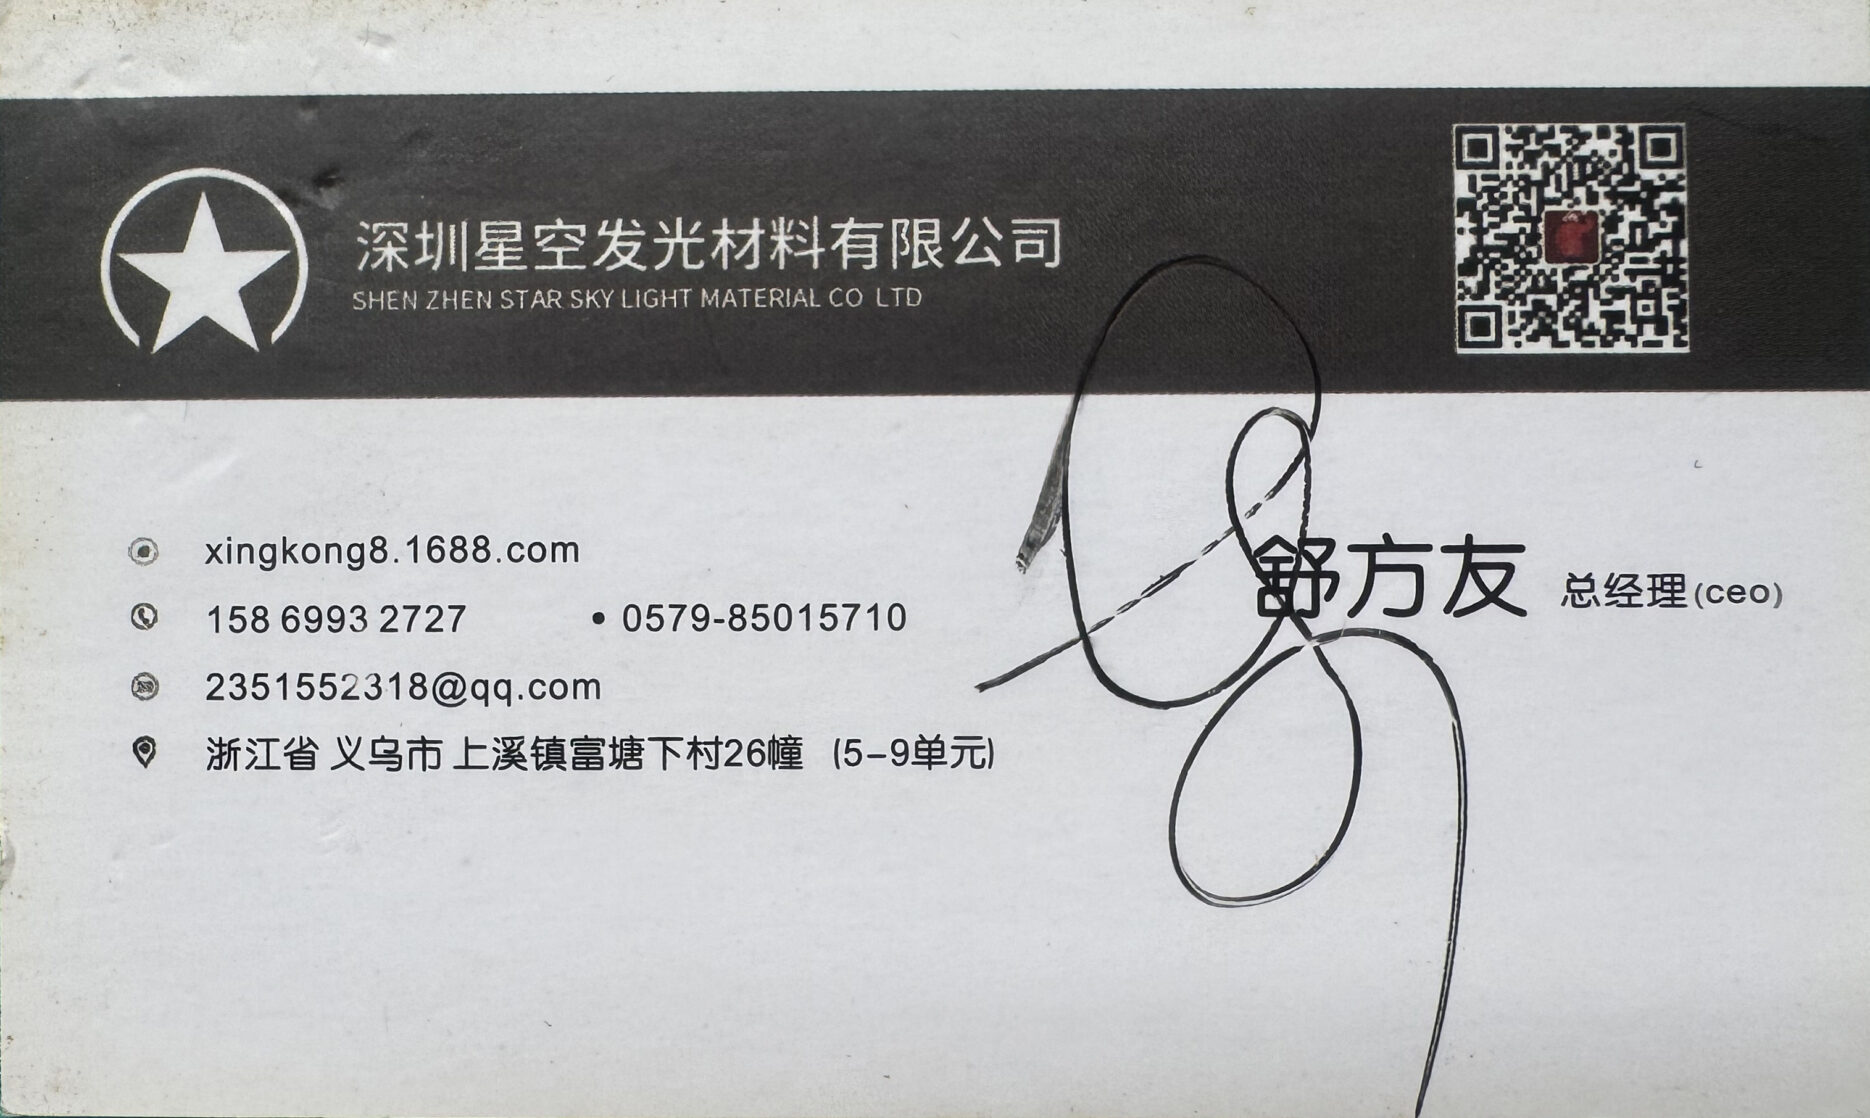 深圳星空发光材料有限公司
SHEN ZHEN STAR SKY LIGHT MATERIAL CO LTD
舒方友 总经理(ceo)
xingkong8.1688.com
158 6993 2727 • 0579-85015710
2351552318@qq.com
浙江省 义乌市 上溪镇富塘下村26幢 (5-9单元)